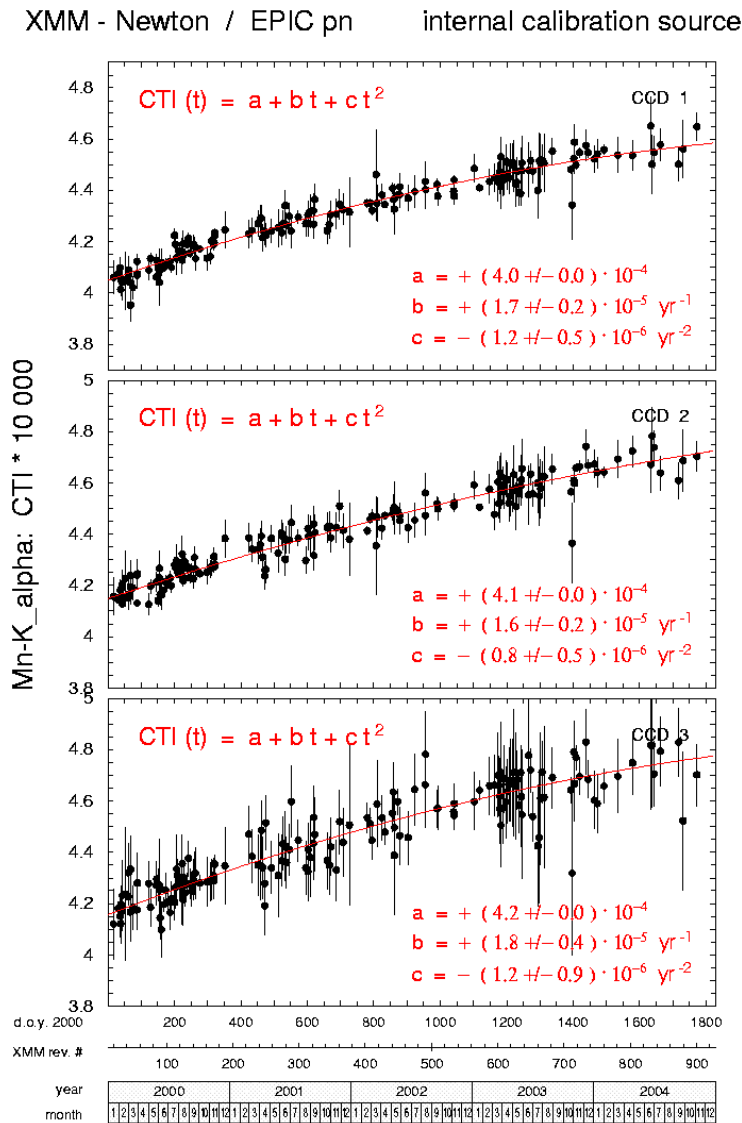 XMM - Newton / EPIC pn internal calibration source
Mn-K_alpha: CTI * 10 000
CTI (t) = a + b t + c t²
CCD 1
4.8
4.6
4.4
4.2
4
3.8
a = + ( 4.0 +/− 0.0 ) · 10⁻⁴
b = + ( 1.7 +/− 0.2 ) · 10⁻⁵ yr⁻¹
c = − ( 1.2 +/− 0.5 ) · 10⁻⁶ yr⁻²
CTI (t) = a + b t + c t²
CCD 2
5
4.8
4.6
4.4
4.2
4
3.8
a = + ( 4.1 +/− 0.0 ) · 10⁻⁴
b = + ( 1.6 +/− 0.2 ) · 10⁻⁵ yr⁻¹
c = − ( 0.8 +/− 0.5 ) · 10⁻⁶ yr⁻²
CTI (t) = a + b t + c t²
CCD 3
5
4.8
4.6
4.4
4.2
4
3.8
a = + ( 4.2 +/− 0.0 ) · 10⁻⁴
b = + ( 1.8 +/− 0.4 ) · 10⁻⁵ yr⁻¹
c = − ( 1.2 +/− 0.9 ) · 10⁻⁶ yr⁻²
d.o.y. 2000 200 400 600 800 1000 1200 1400 1600 1800
XMM rev. # 100 200 300 400 500 600 700 800 900
year 2000 2001 2002 2003 2004
month 1 2 3 4 5 6 7 8 9 10 11 12 1 2 3 4 5 6 7 8 9 10 11 12 1 2 3 4 5 6 7 8 9 10 11 12 1 2 3 4 5 6 7 8 9 10 11 12 1 2 3 4 5 6 7 8 9 10 11 12